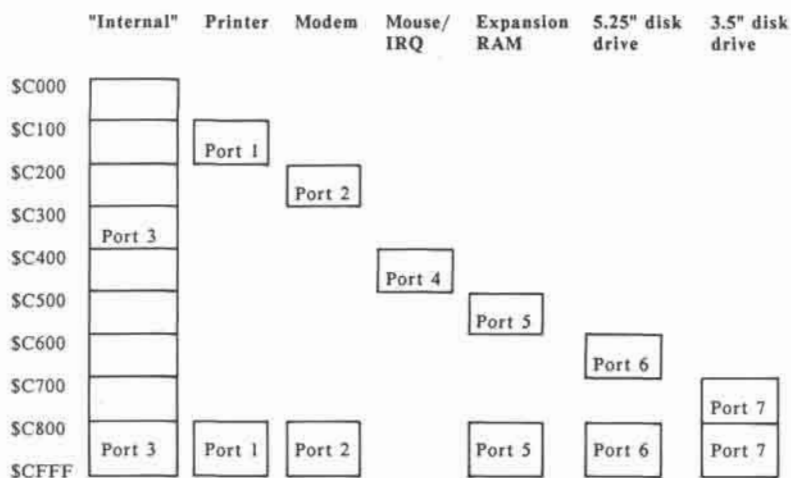 "Internal" Printer Modem Mouse/ Expansion 5.25" disk 3.5" disk
IRQ RAM drive drive
$C000
$C100
Port 1
$C200
Port 2
$C300
Port 3
$C400
Port 4
$C500
Port 5
$C600
Port 6
$C700
Port 7
$C800
Port 3 Port 1 Port 2 Port 5 Port 6 Port 7
$CFFF